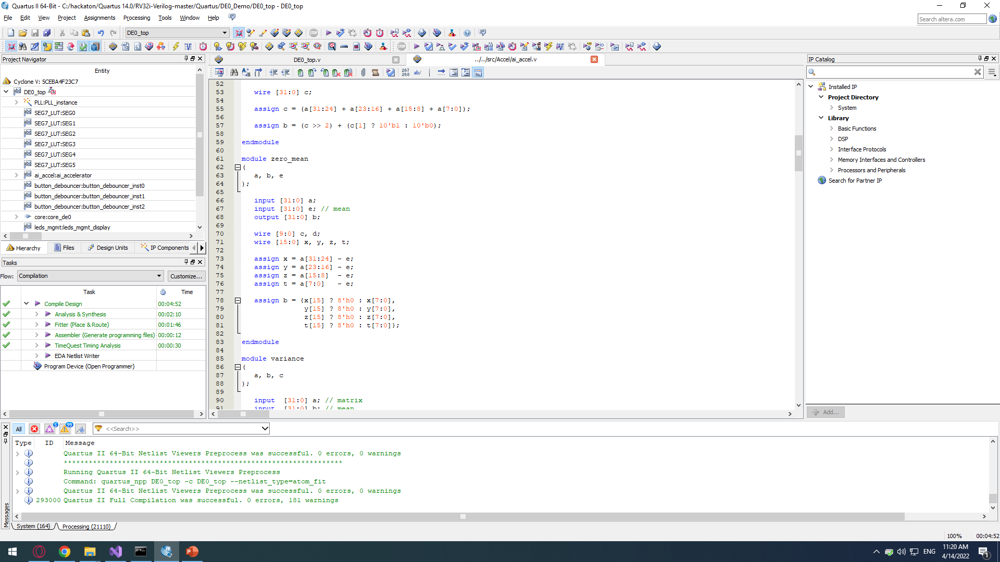 Quartus II 64-Bit - C:/hackaton/Quartus 14.0/RV32i-Verilog-master/Quartus/DE0_Demo/DE0_top - DE0_top
File Edit View Project Assignments Processing Tools Window Help
Search altera.com
DE0_top
Project Navigator
Entity
Cyclone V: 5CEBA4F23C7
DE0_top
PLL:PLL_instance
SEG7_LUT:SEG0
SEG7_LUT:SEG1
SEG7_LUT:SEG2
SEG7_LUT:SEG3
SEG7_LUT:SEG4
SEG7_LUT:SEG5
ai_accel:ai_accelerator
button_debouncer:button_debouncer_inst0
button_debouncer:button_debouncer_inst1
button_debouncer:button_debouncer_inst2
core:core_de0
leds_mgmt:leds_mgmt_display
Hierarchy Files Design Units IP Components
Tasks
Flow: Compilation Customize...
Task Time
Compile Design 00:04:52
Analysis & Synthesis 00:02:10
Fitter (Place & Route) 00:01:46
Assembler (Generate programming files) 00:00:12
TimeQuest Timing Analysis 00:00:30
EDA Netlist Writer
Program Device (Open Programmer)
DE0_top.v ../../src/Accel/ai_accel.v
267
268
ab/
52
53 wire [31:0] c;
54
55 assign c = (a[31:24] + a[23:16] + a[15:8] + a[7:0]);
56
57 assign b = (c >> 2) + (c[1] ? 10'b1 : 10'b0);
58
59 endmodule
60
61 module zero_mean
62 (
63 a, b, e
64 );
65
66 input [31:0] a;
67 input [31:0] e; // mean
68 output [31:0] b;
69
70 wire [9:0] c, d;
71 wire [15:0] x, y, z, t;
72
73 assign x = a[31:24] - e;
74 assign y = a[23:16] - e;
75 assign z = a[15:8] - e;
76 assign t = a[7:0] - e;
77
78 assign b = {x[15] ? 8'h0 : x[7:0],
79 y[15] ? 8'h0 : y[7:0],
80 z[15] ? 8'h0 : z[7:0],
81 t[15] ? 8'h0 : t[7:0]};
82
83 endmodule
84
85 module variance
86 (
87 a, b, c
88 );
89
90 input [31:0] a; // matrix
91 input [31:0] b; // mean
IP Catalog
Installed IP
Project Directory
System
Library
Basic Functions
DSP
Interface Protocols
Memory Interfaces and Controllers
Processors and Peripherals
Search for Partner IP
Add...
Messages
All 5 99 <<Search>>
Type ID Message
Quartus II 64-Bit Netlist Viewers Preprocess was successful. 0 errors, 0 warnings
*******************************************************************
Running Quartus II 64-Bit Netlist Viewers Preprocess
Command: quartus_npp DE0_top -c DE0_top --netlist_type=atom_fit
Quartus II 64-Bit Netlist Viewers Preprocess was successful. 0 errors, 0 warnings
293000 Quartus II Full Compilation was successful. 0 errors, 181 warnings
System (164) Processing (21110)
100% 00:04:52
ENG
11:20 AM
4/14/2022
1